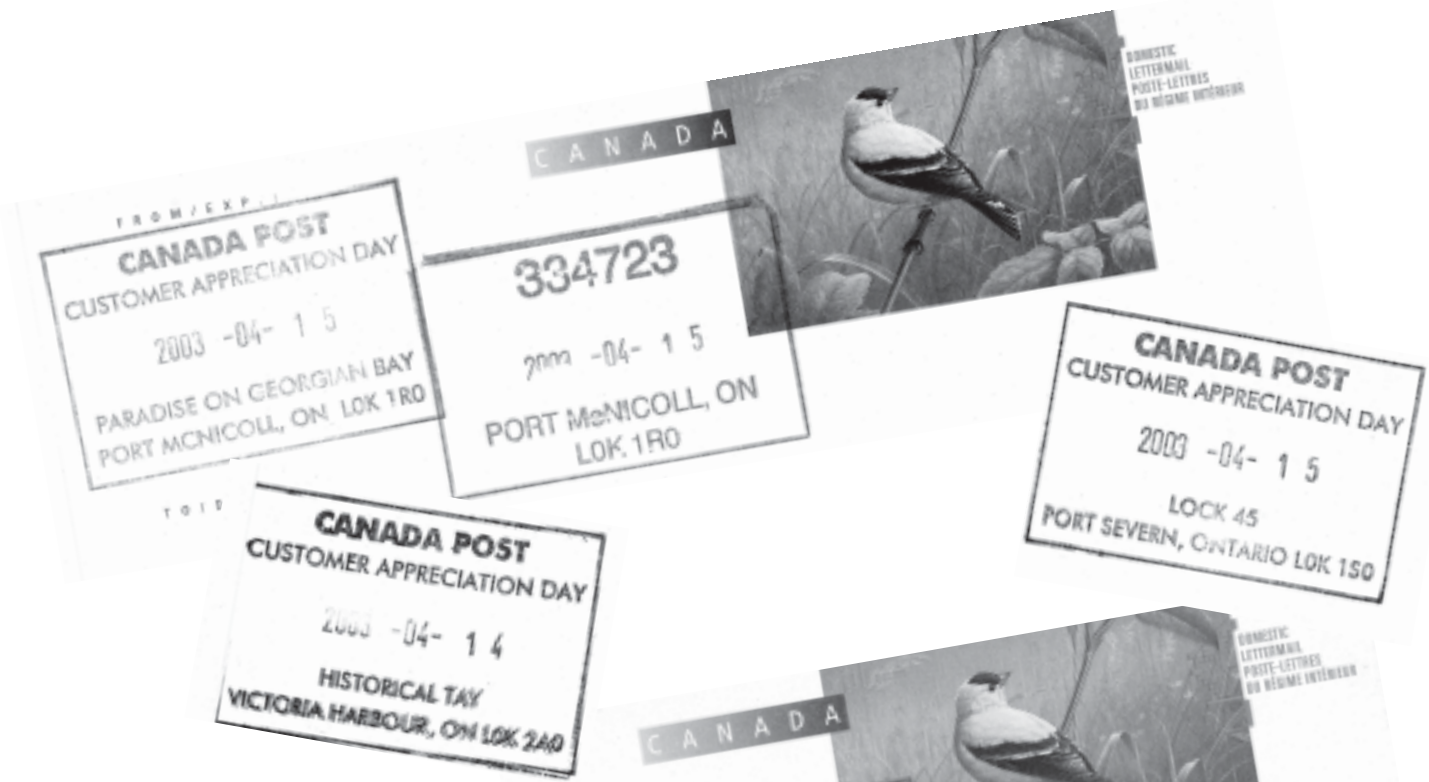 DOMESTIC
LETTERMAIL
POSTE-LETTRES
DU RÉGIME INTÉRIEUR
CANADA
FROM/EXP
CANADA POST
CUSTOMER APPRECIATION DAY
2003 -04- 1 5
PARADISE ON GEORGIAN BAY
PORT MCNICOLL, ON L0K 1R0
334723
2003 -04- 1 5
PORT McNICOLL, ON
L0K 1R0
CANADA POST
CUSTOMER APPRECIATION DAY
2003 -04- 1 5
LOCK 45
PORT SEVERN, ONTARIO L0K 1S0
CANADA POST
CUSTOMER APPRECIATION DAY
2003 -04- 1 4
HISTORICAL TAY
VICTORIA HARBOUR, ON L0K 2A0
DOMESTIC
LETTERMAIL
POSTE-LETTRES
DU RÉGIME INTÉRIEUR
CANADA